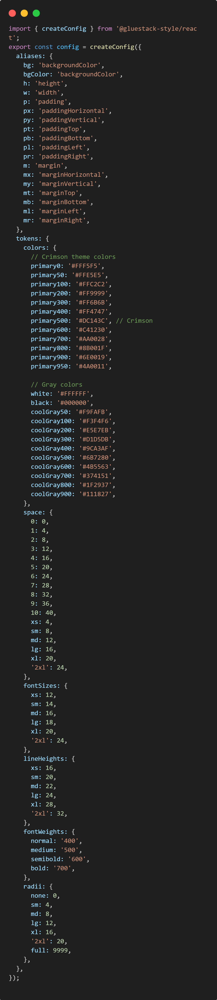 import { createConfig } from '@gluestack-style/reac
t';
export const config = createConfig({
  aliases: {
    bg: 'backgroundColor',
    bgColor: 'backgroundColor',
    h: 'height',
    w: 'width',
    p: 'padding',
    px: 'paddingHorizontal',
    py: 'paddingVertical',
    pt: 'paddingTop',
    pb: 'paddingBottom',
    pl: 'paddingLeft',
    pr: 'paddingRight',
    m: 'margin',
    mx: 'marginHorizontal',
    my: 'marginVertical',
    mt: 'marginTop',
    mb: 'marginBottom',
    ml: 'marginLeft',
    mr: 'marginRight',
  },
  tokens: {
    colors: {
      // Crimson theme colors
      primary0: '#FFF5F5',
      primary50: '#FFE5E5',
      primary100: '#FFC2C2',
      primary200: '#FF9999',
      primary300: '#FF6B6B',
      primary400: '#FF4747',
      primary500: '#DC143C', // Crimson
      primary600: '#C41230',
      primary700: '#AA0028',
      primary800: '#8B001F',
      primary900: '#6E0019',
      primary950: '#4A0011',

      // Gray colors
      white: '#FFFFFF',
      black: '#000000',
      coolGray50: '#F9FAFB',
      coolGray100: '#F3F4F6',
      coolGray200: '#E5E7EB',
      coolGray300: '#D1D5DB',
      coolGray400: '#9CA3AF',
      coolGray500: '#6B7280',
      coolGray600: '#4B5563',
      coolGray700: '#374151',
      coolGray800: '#1F2937',
      coolGray900: '#111827',
    },
    space: {
      0: 0,
      1: 4,
      2: 8,
      3: 12,
      4: 16,
      5: 20,
      6: 24,
      7: 28,
      8: 32,
      9: 36,
      10: 40,
      xs: 4,
      sm: 8,
      md: 12,
      lg: 16,
      xl: 20,
      '2xl': 24,
    },
    fontSizes: {
      xs: 12,
      sm: 14,
      md: 16,
      lg: 18,
      xl: 20,
      '2xl': 24,
    },
    lineHeights: {
      xs: 16,
      sm: 20,
      md: 22,
      lg: 24,
      xl: 28,
      '2xl': 32,
    },
    fontWeights: {
      normal: '400',
      medium: '500',
      semibold: '600',
      bold: '700',
    },
    radii: {
      none: 0,
      sm: 4,
      md: 8,
      lg: 12,
      xl: 16,
      '2xl': 20,
      full: 9999,
    },
  },
});